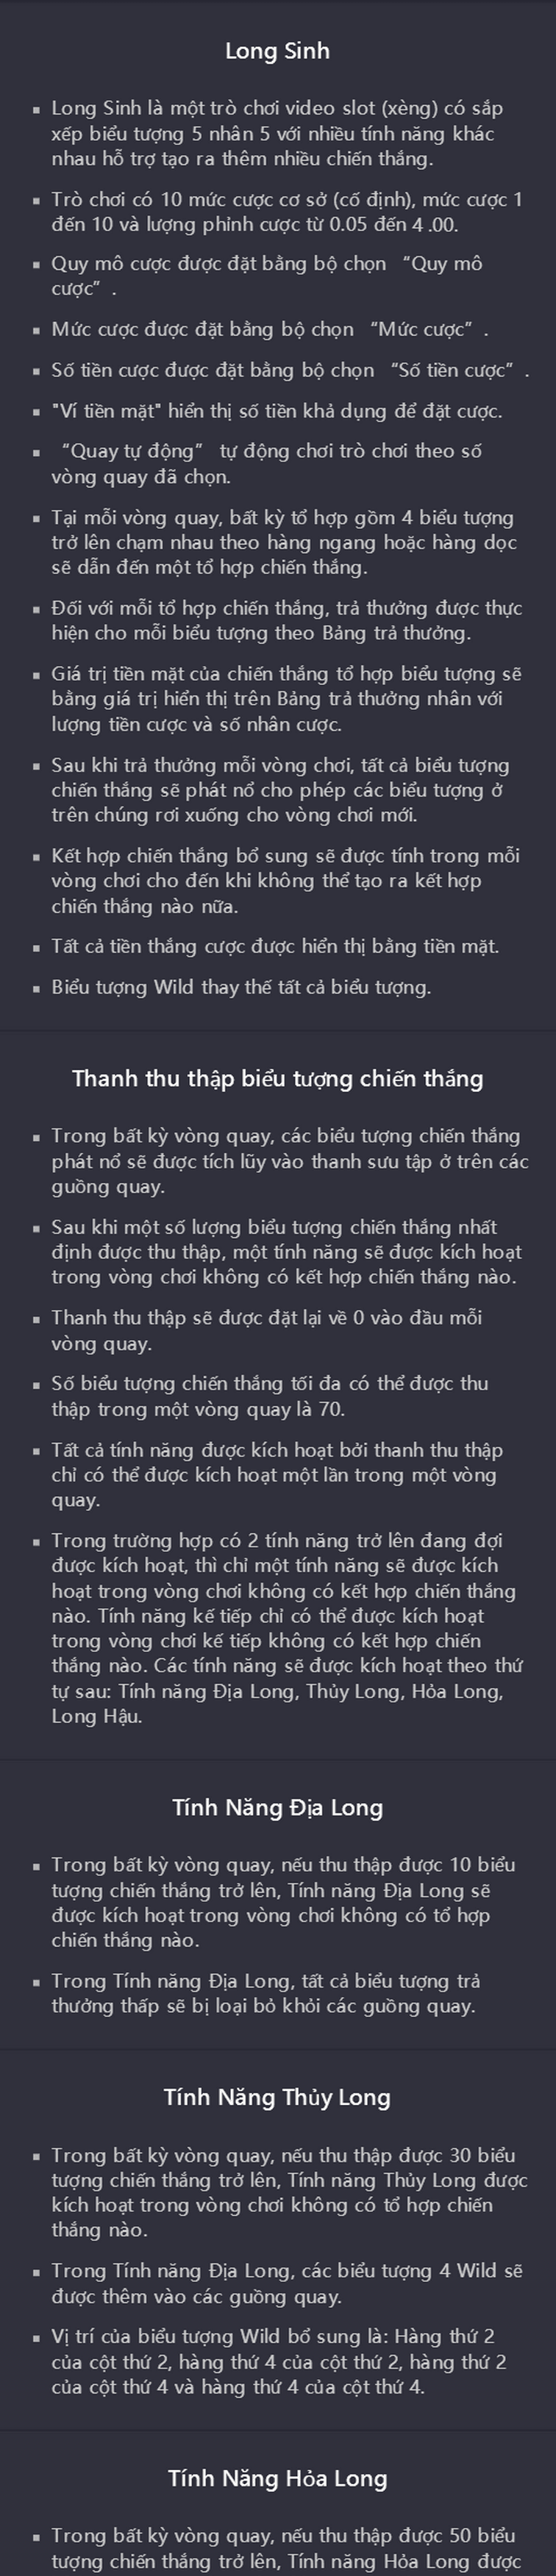 Long Sinh
▪ Long Sinh là một trò chơi video slot (xèng) có sắp
xếp biểu tượng 5 nhân 5 với nhiều tính năng khác
nhau hỗ trợ tạo ra thêm nhiều chiến thắng.
▪ Trò chơi có 10 mức cược cơ sở (cố định), mức cược 1
đến 10 và lượng phỉnh cược từ 0.05 đến 4 .00.
▪ Quy mô cược được đặt bằng bộ chọn “Quy mô
cược” .
▪ Mức cược được đặt bằng bộ chọn “Mức cược” .
▪ Số tiền cược được đặt bằng bộ chọn “Số tiền cược” .
▪ "Ví tiền mặt" hiển thị số tiền khả dụng để đặt cược.
▪ “Quay tự động” tự động chơi trò chơi theo số
vòng quay đã chọn.
▪ Tại mỗi vòng quay, bất kỳ tổ hợp gồm 4 biểu tượng
trở lên chạm nhau theo hàng ngang hoặc hàng dọc
sẽ dẫn đến một tổ hợp chiến thắng.
▪ Đối với mỗi tổ hợp chiến thắng, trả thưởng được thực
hiện cho mỗi biểu tượng theo Bảng trả thưởng.
▪ Giá trị tiền mặt của chiến thắng tổ hợp biểu tượng sẽ
bằng giá trị hiển thị trên Bảng trả thưởng nhân với
lượng tiền cược và số nhân cược.
▪ Sau khi trả thưởng mỗi vòng chơi, tất cả biểu tượng
chiến thắng sẽ phát nổ cho phép các biểu tượng ở
trên chúng rơi xuống cho vòng chơi mới.
▪ Kết hợp chiến thắng bổ sung sẽ được tính trong mỗi
vòng chơi cho đến khi không thể tạo ra kết hợp
chiến thắng nào nữa.
▪ Tất cả tiền thắng cược được hiển thị bằng tiền mặt.
▪ Biểu tượng Wild thay thế tất cả biểu tượng.
Thanh thu thập biểu tượng chiến thắng
▪ Trong bất kỳ vòng quay, các biểu tượng chiến thắng
phát nổ sẽ được tích lũy vào thanh sưu tập ở trên các
guồng quay.
▪ Sau khi một số lượng biểu tượng chiến thắng nhất
định được thu thập, một tính năng sẽ được kích hoạt
trong vòng chơi không có kết hợp chiến thắng nào.
▪ Thanh thu thập sẽ được đặt lại về 0 vào đầu mỗi
vòng quay.
▪ Số biểu tượng chiến thắng tối đa có thể được thu
thập trong một vòng quay là 70.
▪ Tất cả tính năng được kích hoạt bởi thanh thu thập
chỉ có thể được kích hoạt một lần trong một vòng
quay.
▪ Trong trường hợp có 2 tính năng trở lên đang đợi
được kích hoạt, thì chỉ một tính năng sẽ được kích
hoạt trong vòng chơi không có kết hợp chiến thắng
nào. Tính năng kế tiếp chỉ có thể được kích hoạt
trong vòng chơi kế tiếp không có kết hợp chiến
thắng nào. Các tính năng sẽ được kích hoạt theo thứ
tự sau: Tính năng Địa Long, Thủy Long, Hỏa Long,
Long Hậu.
Tính Năng Địa Long
▪ Trong bất kỳ vòng quay, nếu thu thập được 10 biểu
tượng chiến thắng trở lên, Tính năng Địa Long sẽ
được kích hoạt trong vòng chơi không có tổ hợp
chiến thắng nào.
▪ Trong Tính năng Địa Long, tất cả biểu tượng trả
thưởng thấp sẽ bị loại bỏ khỏi các guồng quay.
Tính Năng Thủy Long
▪ Trong bất kỳ vòng quay, nếu thu thập được 30 biểu
tượng chiến thắng trở lên, Tính năng Thủy Long được
kích hoạt trong vòng chơi không có tổ hợp chiến
thắng nào.
▪ Trong Tính năng Địa Long, các biểu tượng 4 Wild sẽ
được thêm vào các guồng quay.
▪ Vị trí của biểu tượng Wild bổ sung là: Hàng thứ 2
của cột thứ 2, hàng thứ 4 của cột thứ 2, hàng thứ 2
của cột thứ 4 và hàng thứ 4 của cột thứ 4.
Tính Năng Hỏa Long
▪ Trong bất kỳ vòng quay, nếu thu thập được 50 biểu
tượng chiến thắng trở lên, Tính năng Hỏa Long được